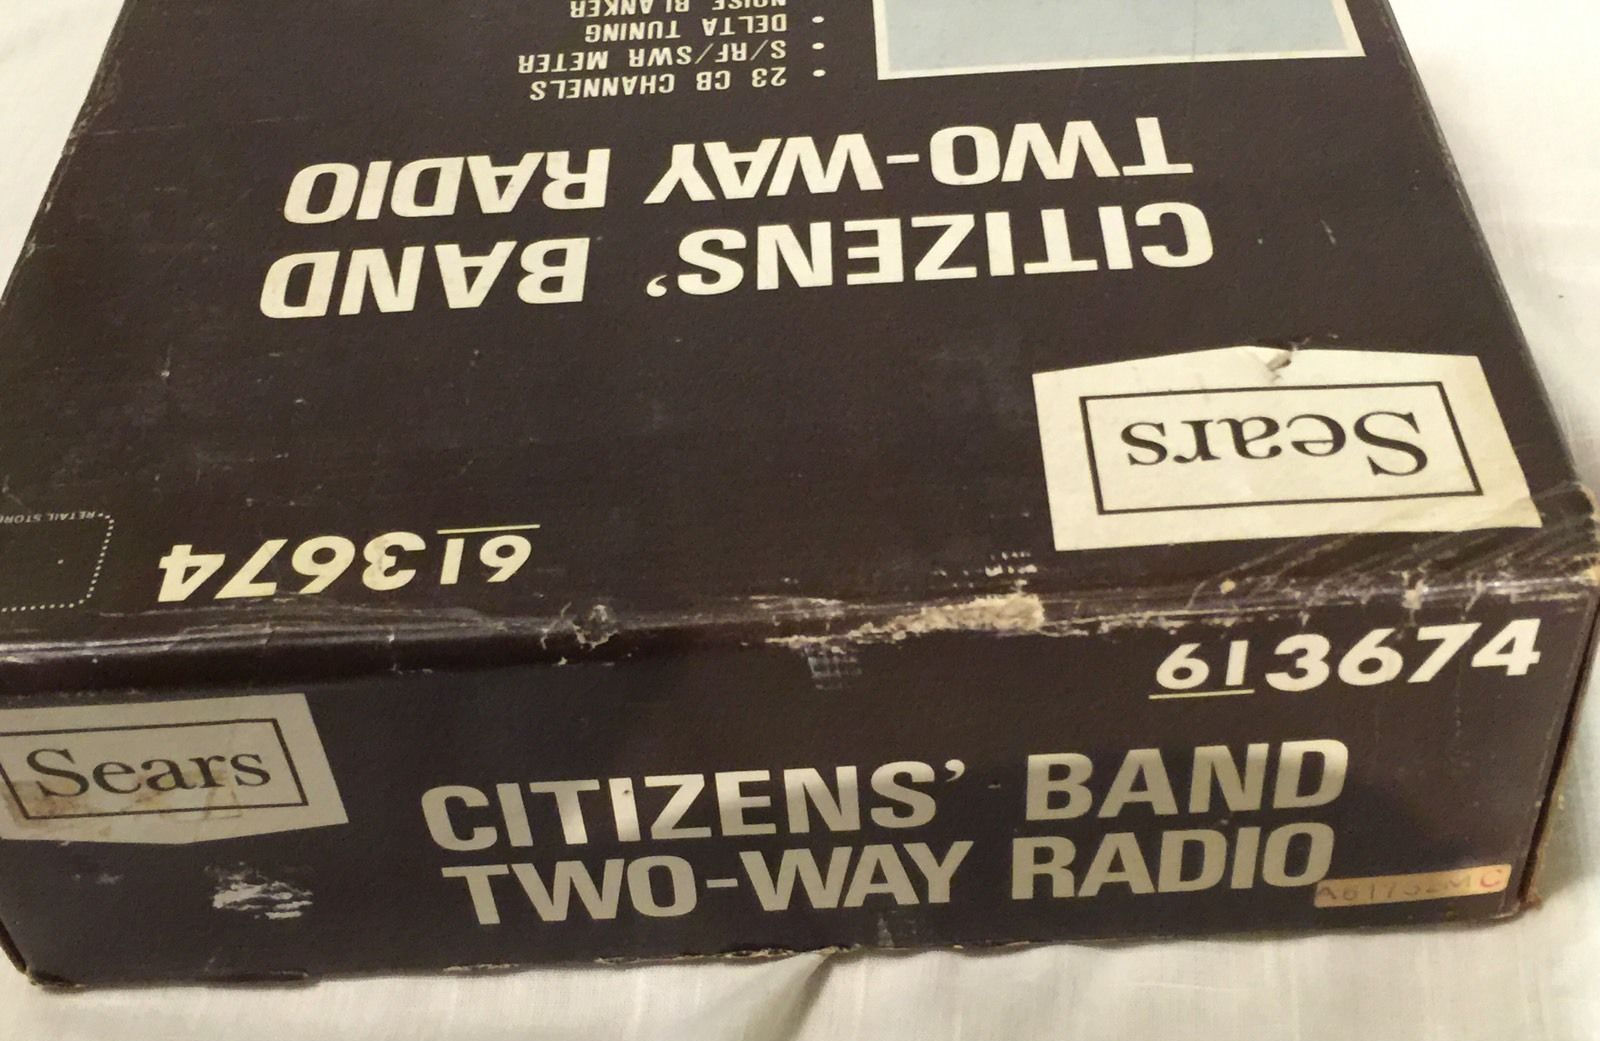 Sears
CITIZENS' BAND
TWO-WAY RADIO
• 23 CB CHANNELS
• S/RF/SWR METER
• DELTA TUNING
NOISE BLANKER
613674
RETAIL STORE
613674
Sears
CITIZENS' BAND
TWO-WAY RADIO